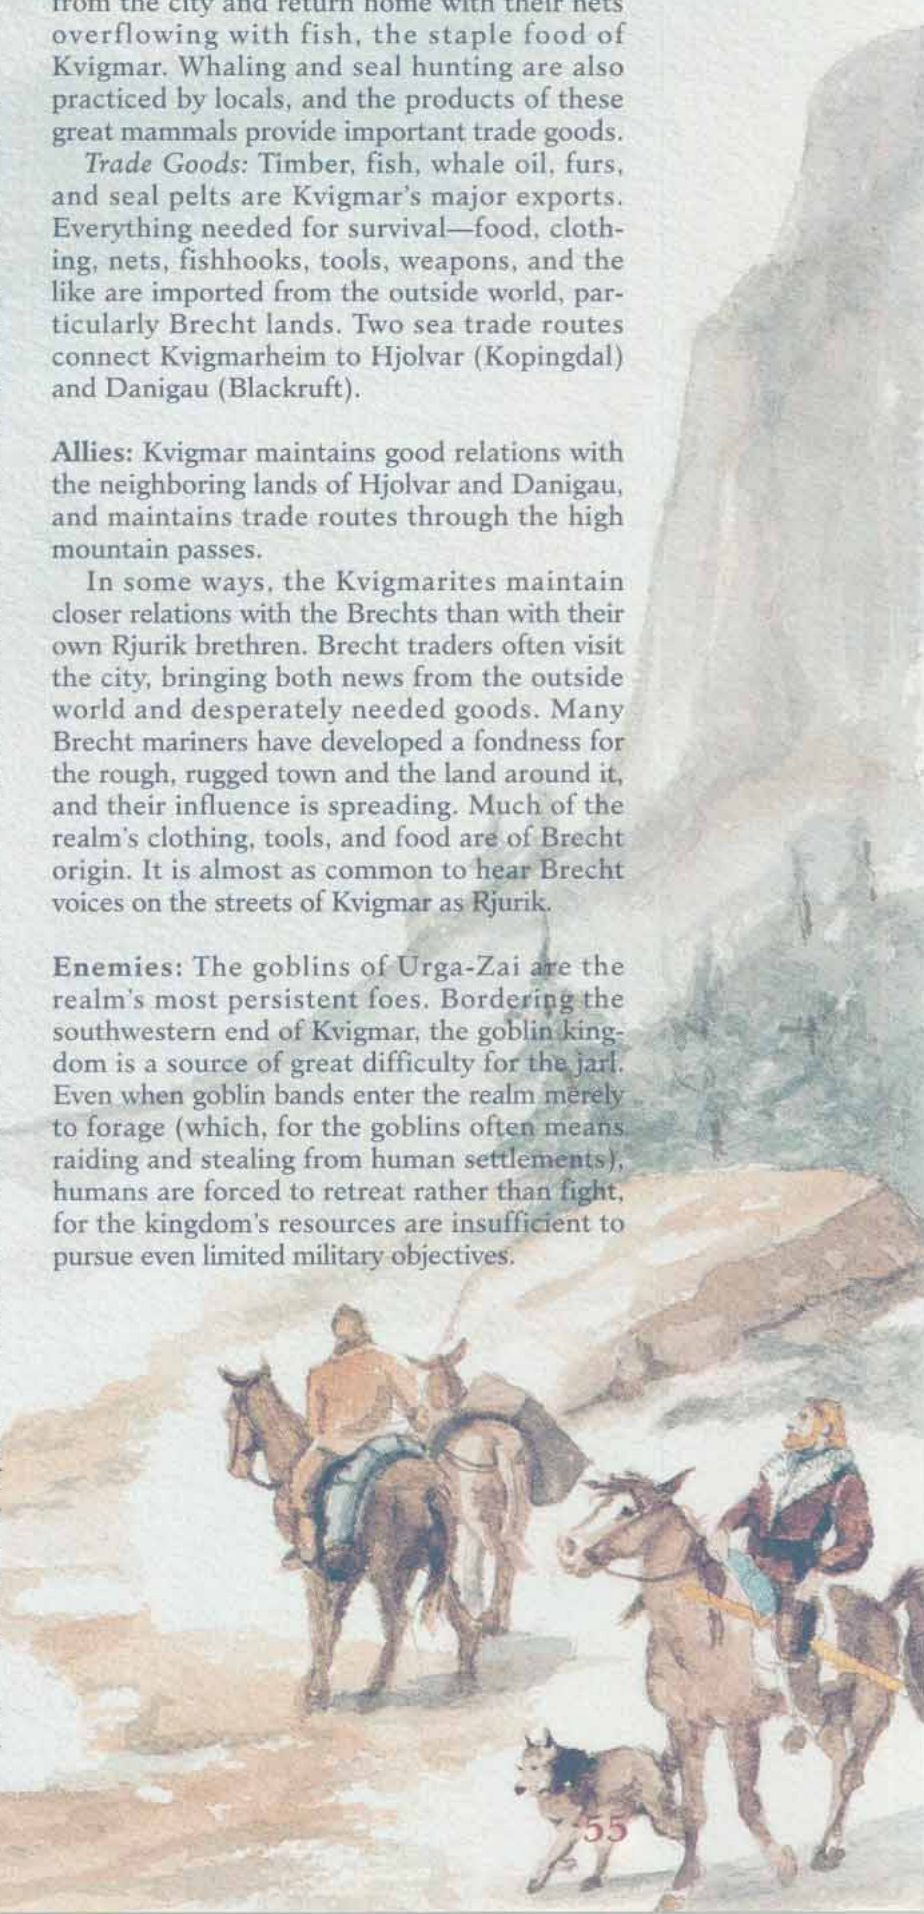 from the city and return home with their nets
overflowing with fish, the staple food of
Kvigmar. Whaling and seal hunting are also
practiced by locals, and the products of these
great mammals provide important trade goods.
Trade Goods: Timber, fish, whale oil, furs,
and seal pelts are Kvigmar's major exports.
Everything needed for survival—food, cloth-
ing, nets, fishhooks, tools, weapons, and the
like are imported from the outside world, par-
ticularly Brecht lands. Two sea trade routes
connect Kvigmarheim to Hjolvar (Kopingdal)
and Danigau (Blackruft).
Allies: Kvigmar maintains good relations with
the neighboring lands of Hjolvar and Danigau,
and maintains trade routes through the high
mountain passes.
In some ways, the Kvigmarites maintain
closer relations with the Brechts than with their
own Rjurik brethren. Brecht traders often visit
the city, bringing both news from the outside
world and desperately needed goods. Many
Brecht mariners have developed a fondness for
the rough, rugged town and the land around it,
and their influence is spreading. Much of the
realm's clothing, tools, and food are of Brecht
origin. It is almost as common to hear Brecht
voices on the streets of Kvigmar as Rjurik.
Enemies: The goblins of Urga-Zai are the
realm's most persistent foes. Bordering the
southwestern end of Kvigmar, the goblin king-
dom is a source of great difficulty for the jarl.
Even when goblin bands enter the realm merely
to forage (which, for the goblins often means
raiding and stealing from human settlements),
humans are forced to retreat rather than fight,
for the kingdom's resources are insufficient to
pursue even limited military objectives.
55